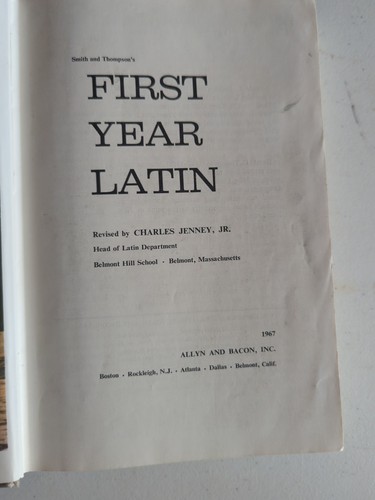 Smith and Thompson's
FIRST
YEAR
LATIN
Revised by CHARLES JENNEY, JR.
Head of Latin Department
Belmont Hill School · Belmont, Massachusetts
1967
ALLYN AND BACON, INC.
Boston · Rockleigh, N.J. · Atlanta · Dallas · Belmont, Calif.